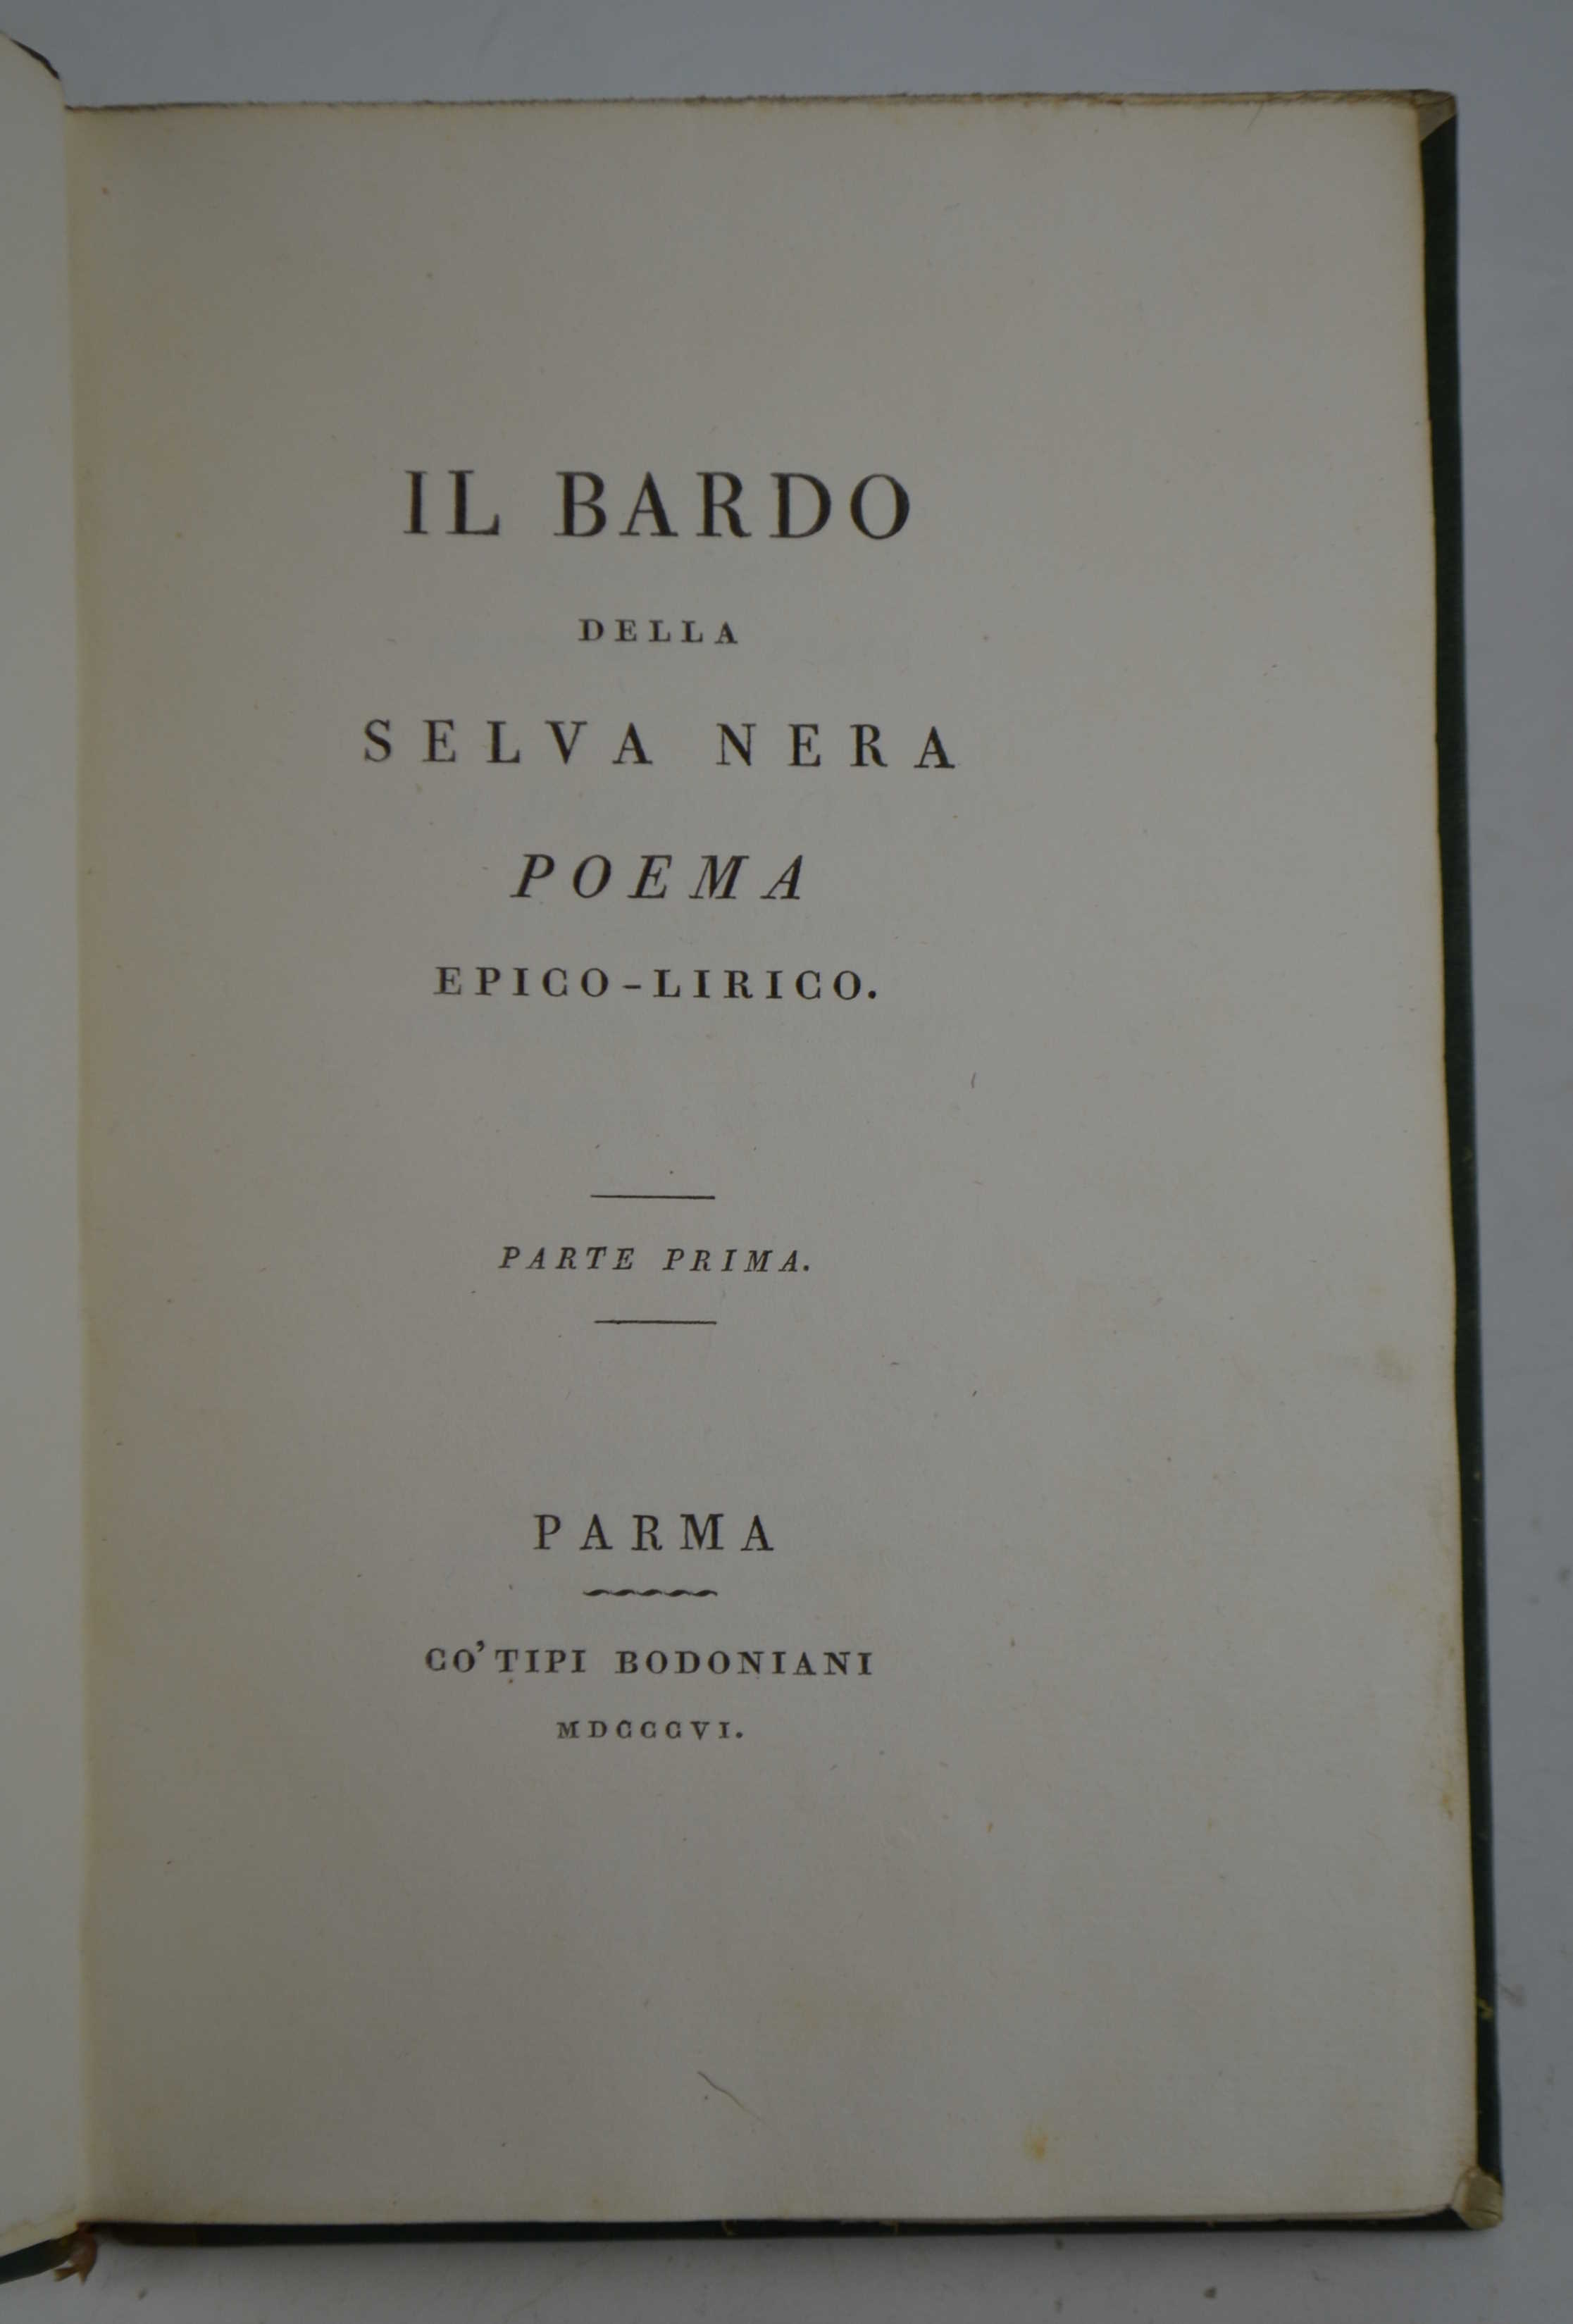 IL BARDO
DELLA
SELVA NERA
POEMA
EPICO-LIRICO.
PARTE PRIMA.
PARMA
CO' TIPI BODONIANI
MDCCCVI.